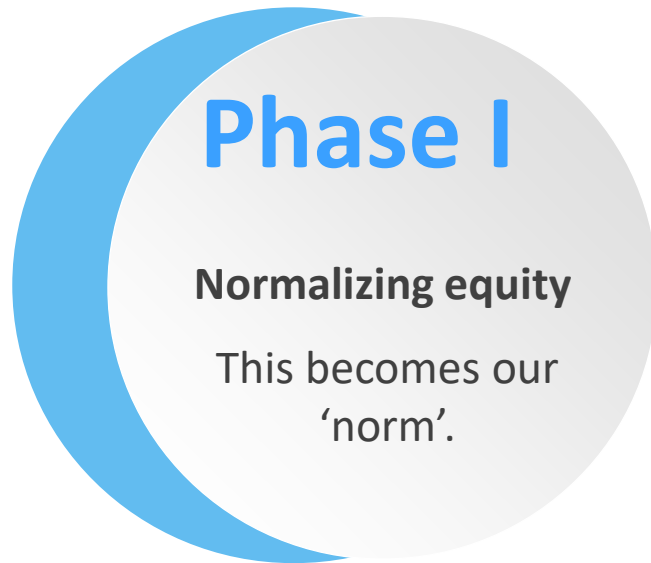 Phase I
Normalizing equity
This becomes our
‘norm’.